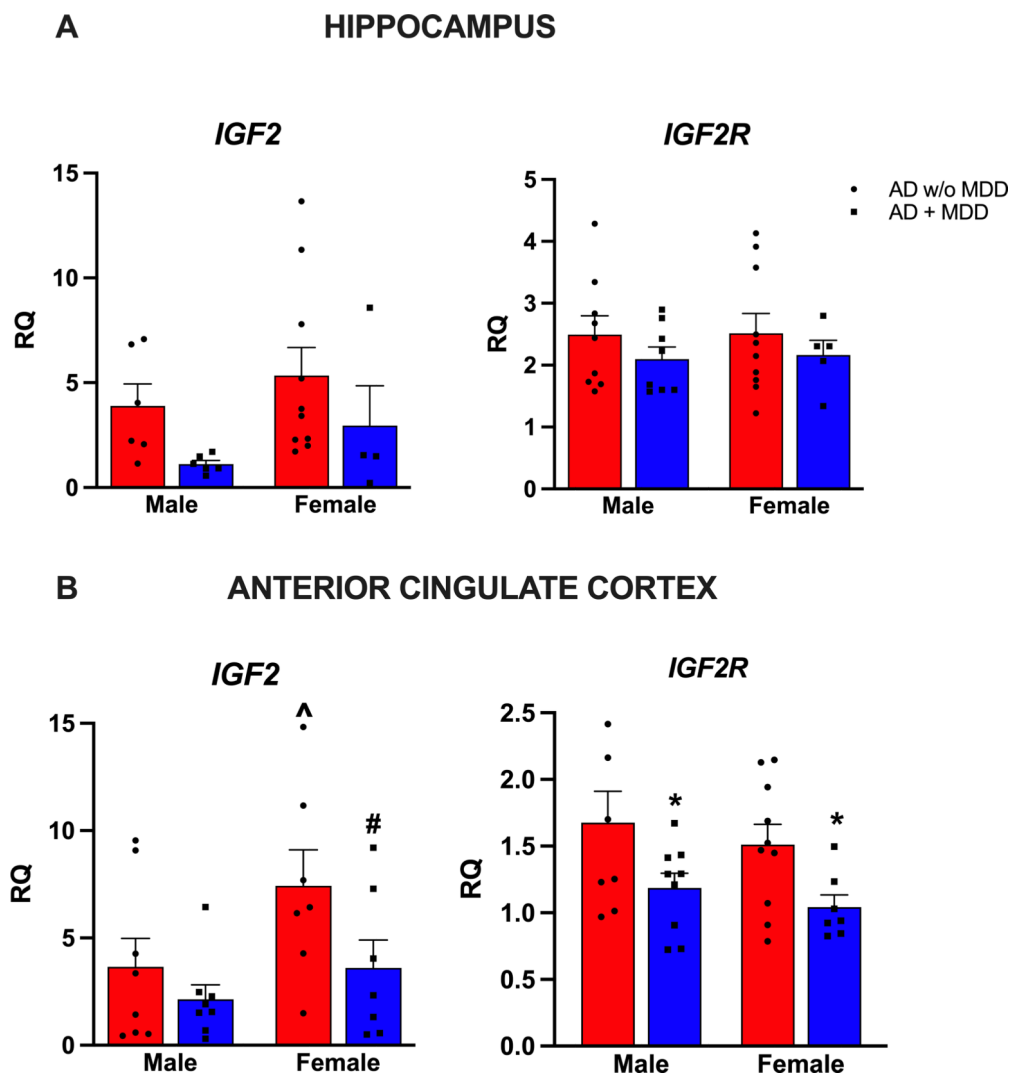 A HIPPOCAMPUS
IGF2
RQ
15
10
5
0
Male Female
IGF2R
RQ
5
4
3
2
1
0
Male Female
AD w/o MDD
AD + MDD
B ANTERIOR CINGULATE CORTEX
IGF2
RQ
15
10
5
0
^
#
Male Female
IGF2R
RQ
2.5
2.0
1.5
1.0
0.5
0.0
*
*
Male Female